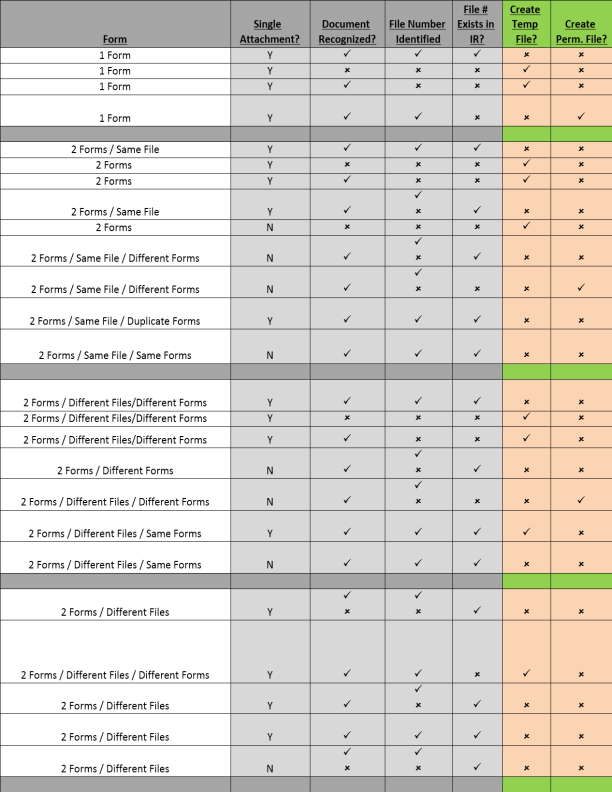 Form Single Attachment? Document Recognized? File Number Identified File # Exists in IR? Create Temp File? Create Perm. File?
1 Form Y ✓ ✓ ✓ × ×
1 Form Y × × × ✓ ×
1 Form Y ✓ × × ✓ ×
1 Form Y ✓ ✓ × × ✓
2 Forms / Same File Y ✓ ✓ ✓ × ×
2 Forms Y × × × ✓ ×
2 Forms Y ✓ × × ✓ ×
✓
2 Forms / Same File Y ✓ × ✓ × ×
2 Forms N × × × ✓ ×
✓
2 Forms / Same File / Different Forms N ✓ × ✓ × ×
✓
2 Forms / Same File / Different Forms N ✓ × × × ✓
2 Forms / Same File / Duplicate Forms Y ✓ ✓ ✓ × ×
2 Forms / Same File / Same Forms N ✓ ✓ ✓ × ×
2 Forms / Different Files/Different Forms Y ✓ ✓ ✓ × ×
2 Forms / Different Files/Different Forms Y × × × ✓ ×
2 Forms / Different Files/Different Forms Y ✓ × × ✓ ×
✓
2 Forms / Different Forms N ✓ × ✓ × ×
✓
2 Forms / Different Files / Different Forms N ✓ × × × ✓
2 Forms / Different Files / Same Forms Y ✓ ✓ ✓ ✓ ×
2 Forms / Different Files / Same Forms N ✓ ✓ ✓ × ×
✓ ✓
2 Forms / Different Files Y × × ✓ × ×
2 Forms / Different Files / Different Forms Y ✓ ✓ × ✓ ×
✓
2 Forms / Different Files Y ✓ × ✓ × ×
2 Forms / Different Files Y ✓ ✓ ✓ × ×
✓ ✓
2 Forms / Different Files N × × ✓ × ×